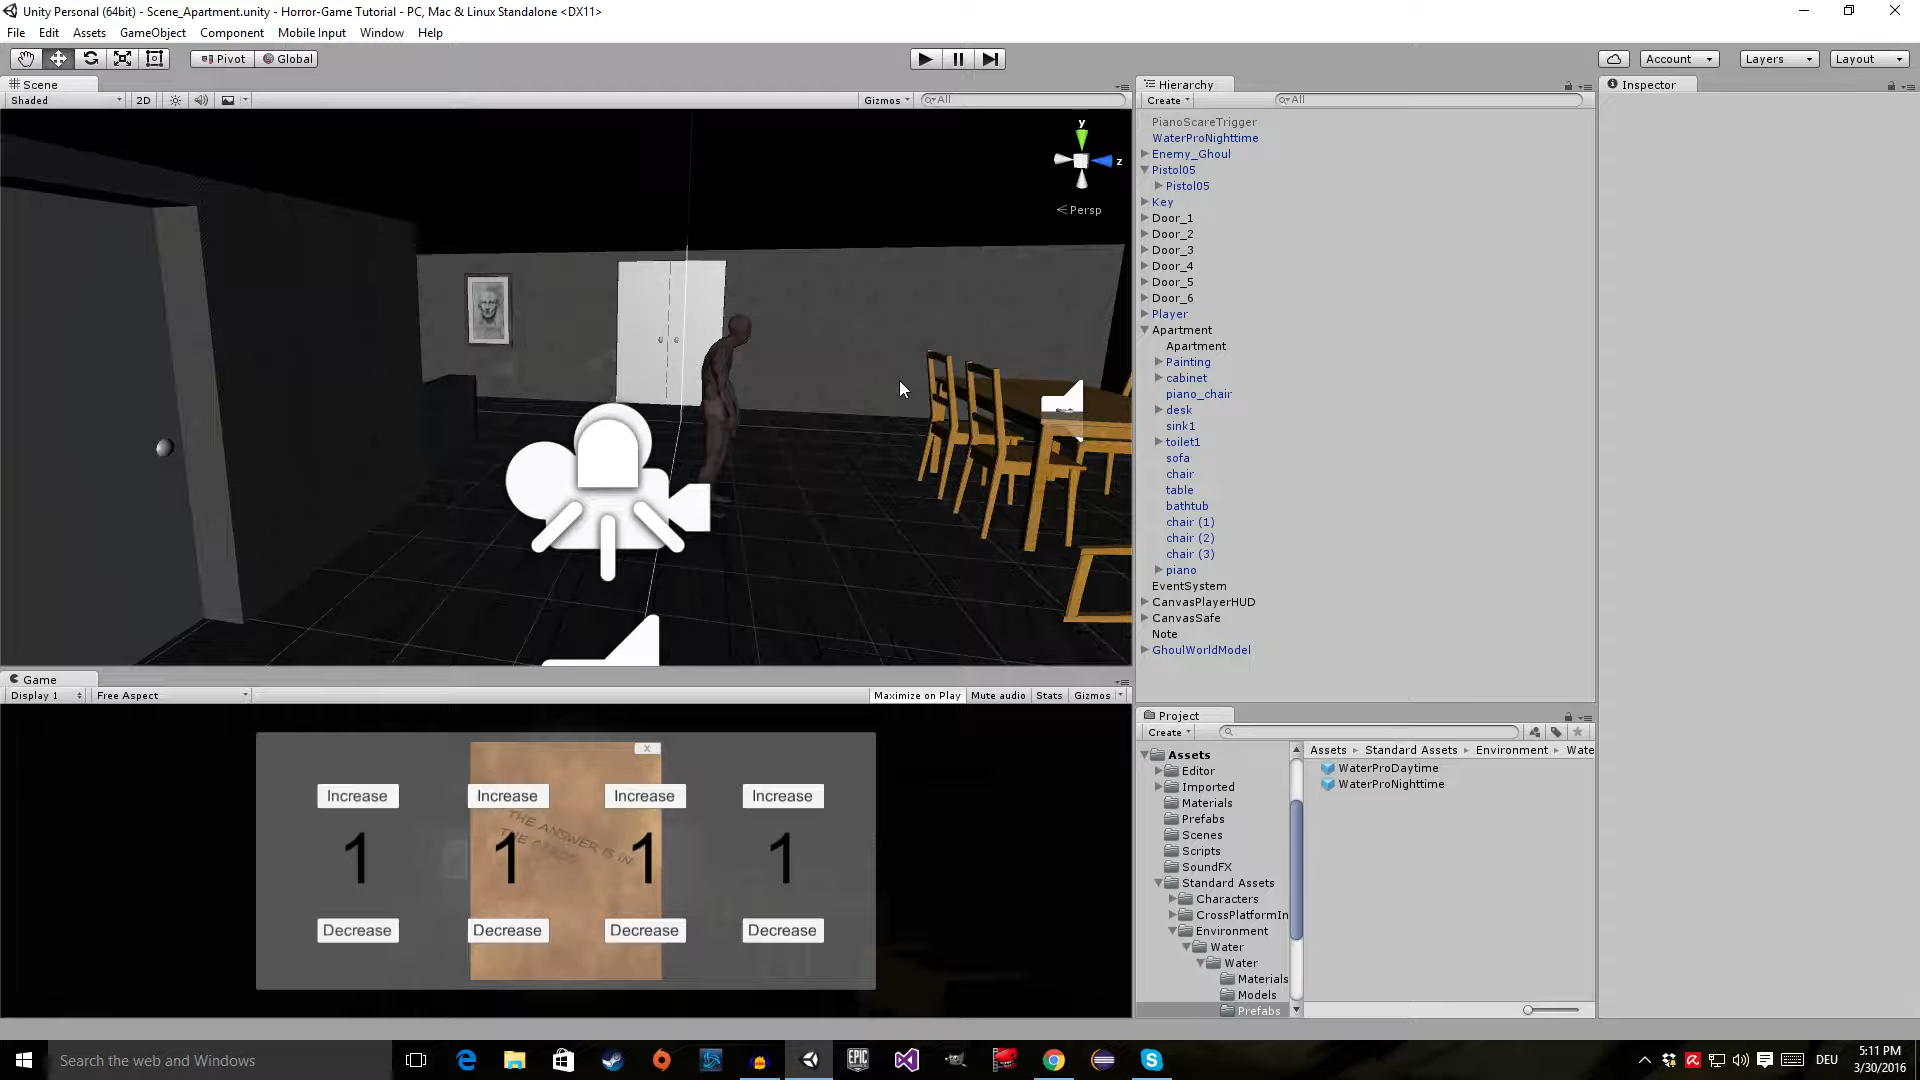 Unity Personal (64bit) - Scene_Apartment.unity - Horror-Game Tutorial - PC, Mac & Linux Standalone <DX11>
File Edit Assets GameObject Component Mobile Input Window Help
Pivot Global Account Layers Layout
Scene
Shaded 2D Gizmos All
y
z
Persp
Hierarchy
Create All
PianoScareTrigger
WaterProNighttime
Enemy_Ghoul
Pistol05
Pistol05
Key
Door_1
Door_2
Door_3
Door_4
Door_5
Door_6
Player
Apartment
Apartment
Painting
cabinet
piano_chair
desk
sink1
toilet1
sofa
chair
table
bathtub
chair (1)
chair (2)
chair (3)
piano
EventSystem
CanvasPlayerHUD
CanvasSafe
Note
GhoulWorldModel
Inspector
Game
Display 1 Free Aspect Maximize on Play Mute audio Stats Gizmos
X
Increase Increase Increase Increase
THE ANSWER IS IN
THE
1 1 1 1
Decrease Decrease Decrease Decrease
Project
Create
Assets
Editor
Imported
Materials
Prefabs
Scenes
Scripts
SoundFX
Standard Assets
Characters
CrossPlatformIn
Environment
Water
Water
Materials
Models
Prefabs
Assets Standard Assets Environment Wate
WaterProDaytime
WaterProNighttime
Search the web and Windows
EPIC
DEU
5:11 PM
3/30/2016